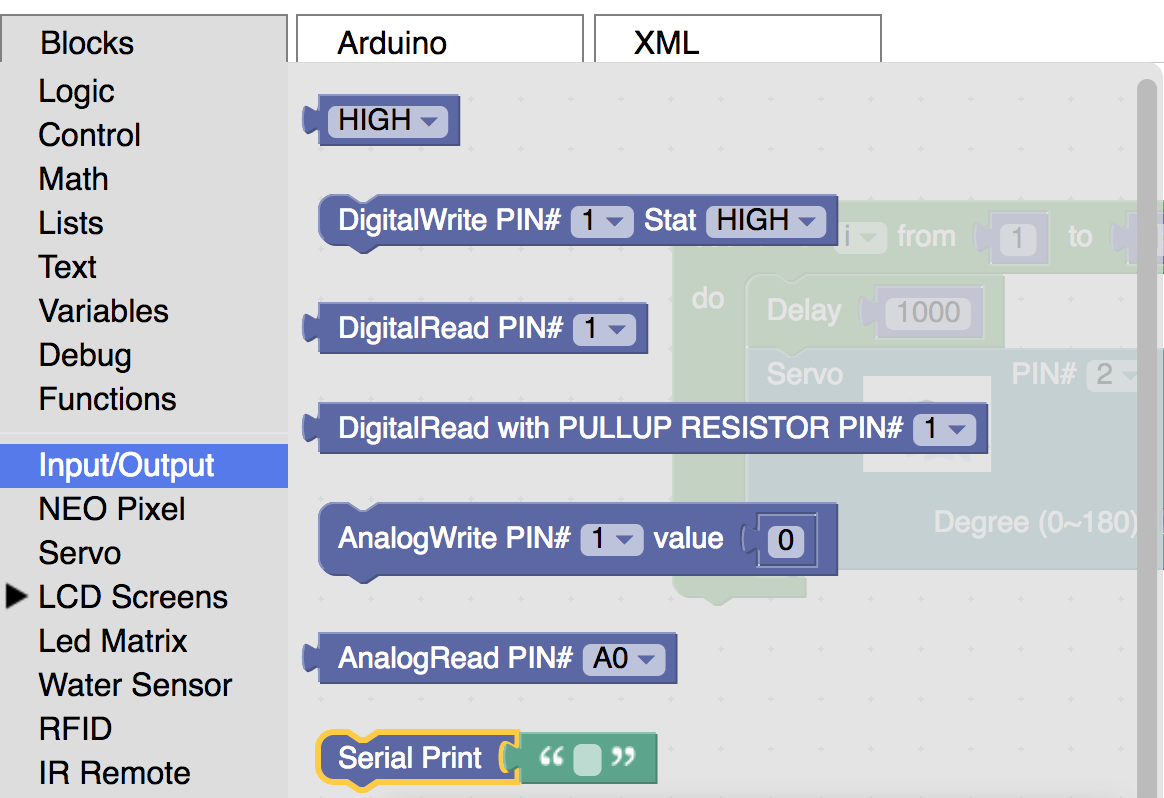 Blocks
Arduino
XML
Logic
Control
Math
Lists
Text
Variables
Debug
Functions
Input/Output
NEO Pixel
Servo
LCD Screens
Led Matrix
Water Sensor
RFID
IR Remote
HIGH
DigitalWrite PIN# 1 Stat HIGH
DigitalRead PIN# 1
DigitalRead with PULLUP RESISTOR PIN# 1
AnalogWrite PIN# 1 value 0
AnalogRead PIN# A0
Serial Print “ ”
i from 1 to
do
Delay 1000
Servo PIN# 2
Degree (0~180)